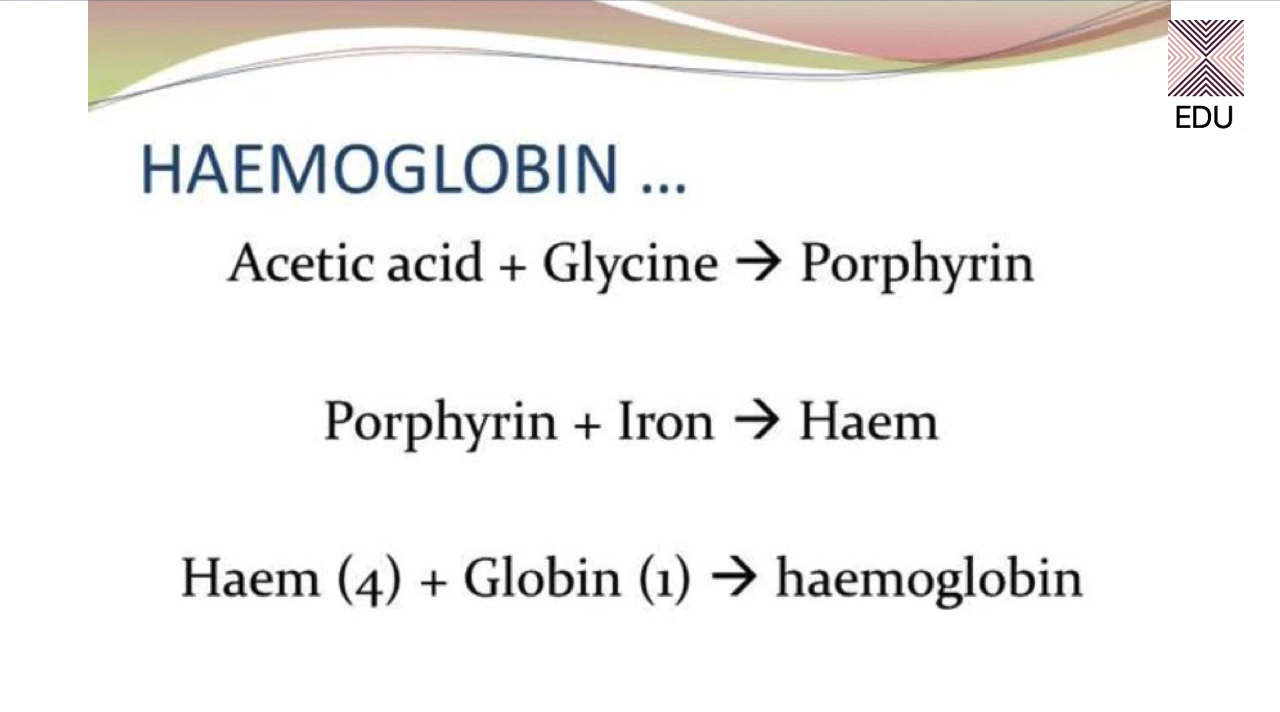 EDU
HAEMOGLOBIN ...
Acetic acid + Glycine → Porphyrin
Porphyrin + Iron → Haem
Haem (4) + Globin (1) → haemoglobin